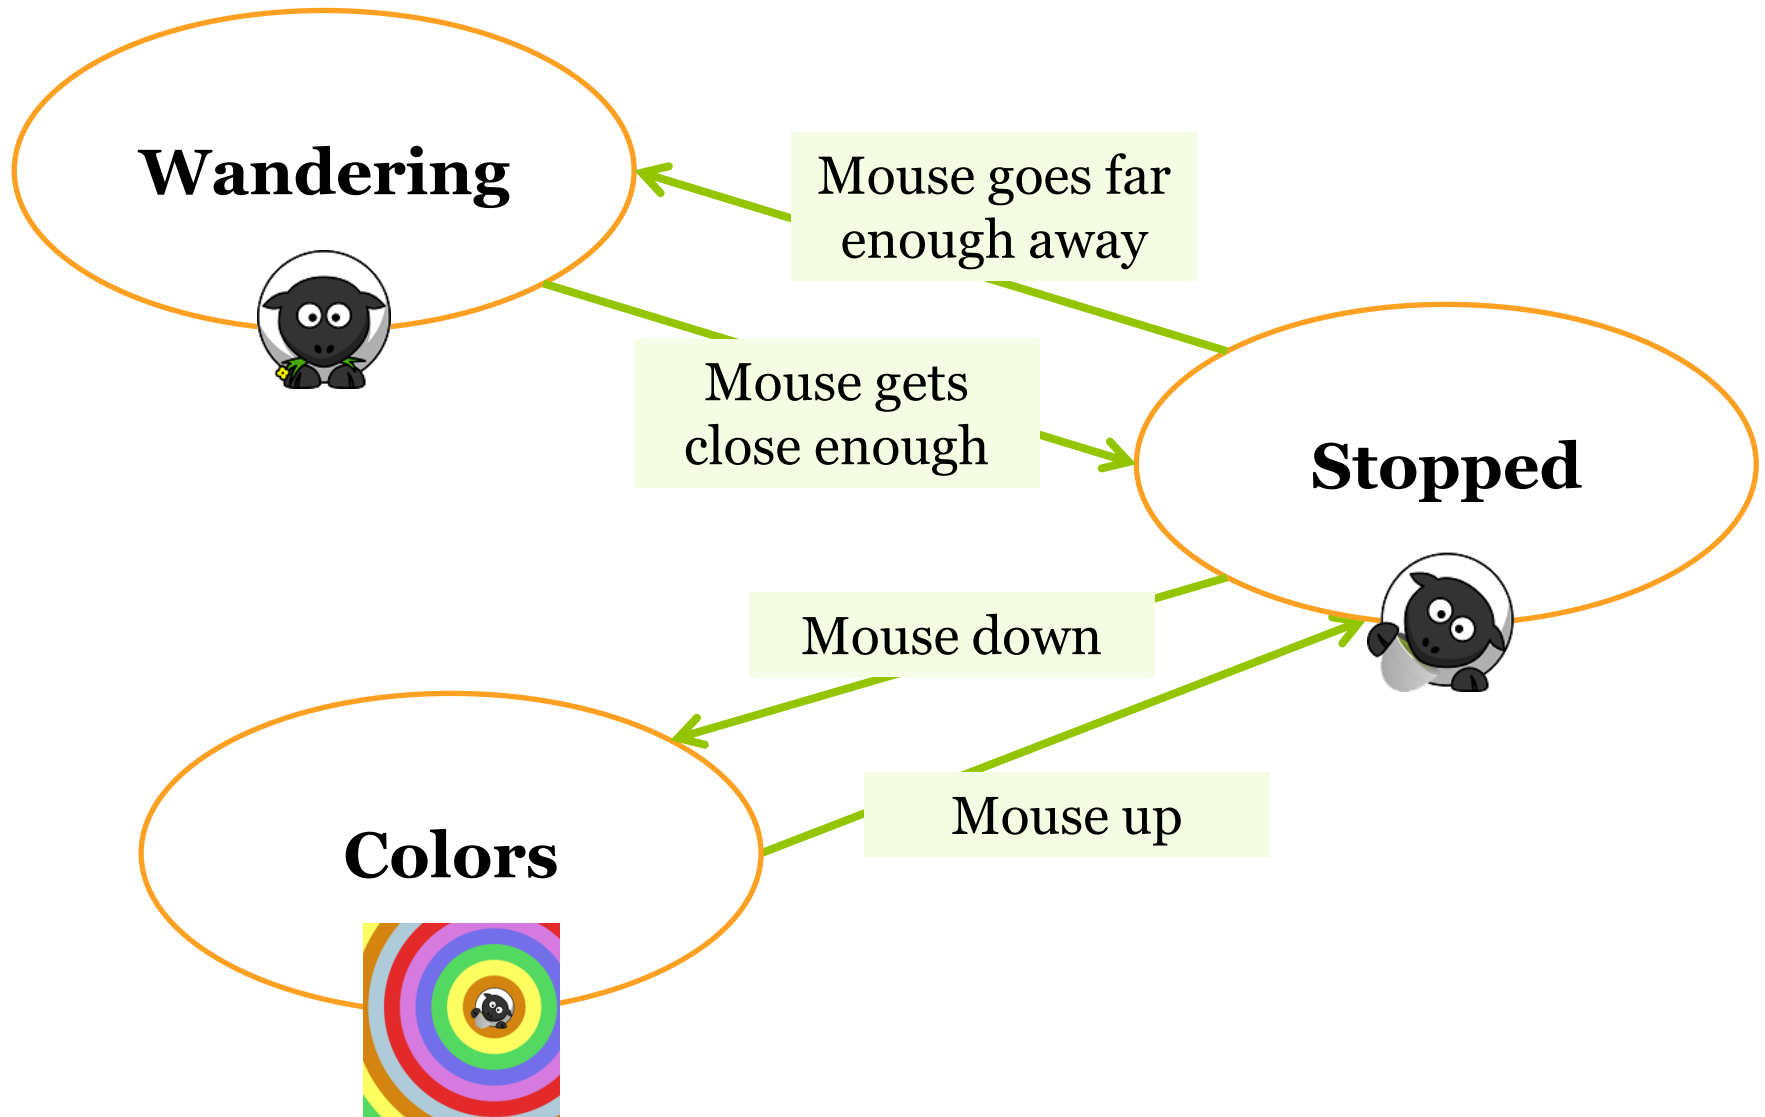 Wandering
Mouse goes far
enough away
Mouse gets
close enough
Stopped
Mouse down
Mouse up
Colors